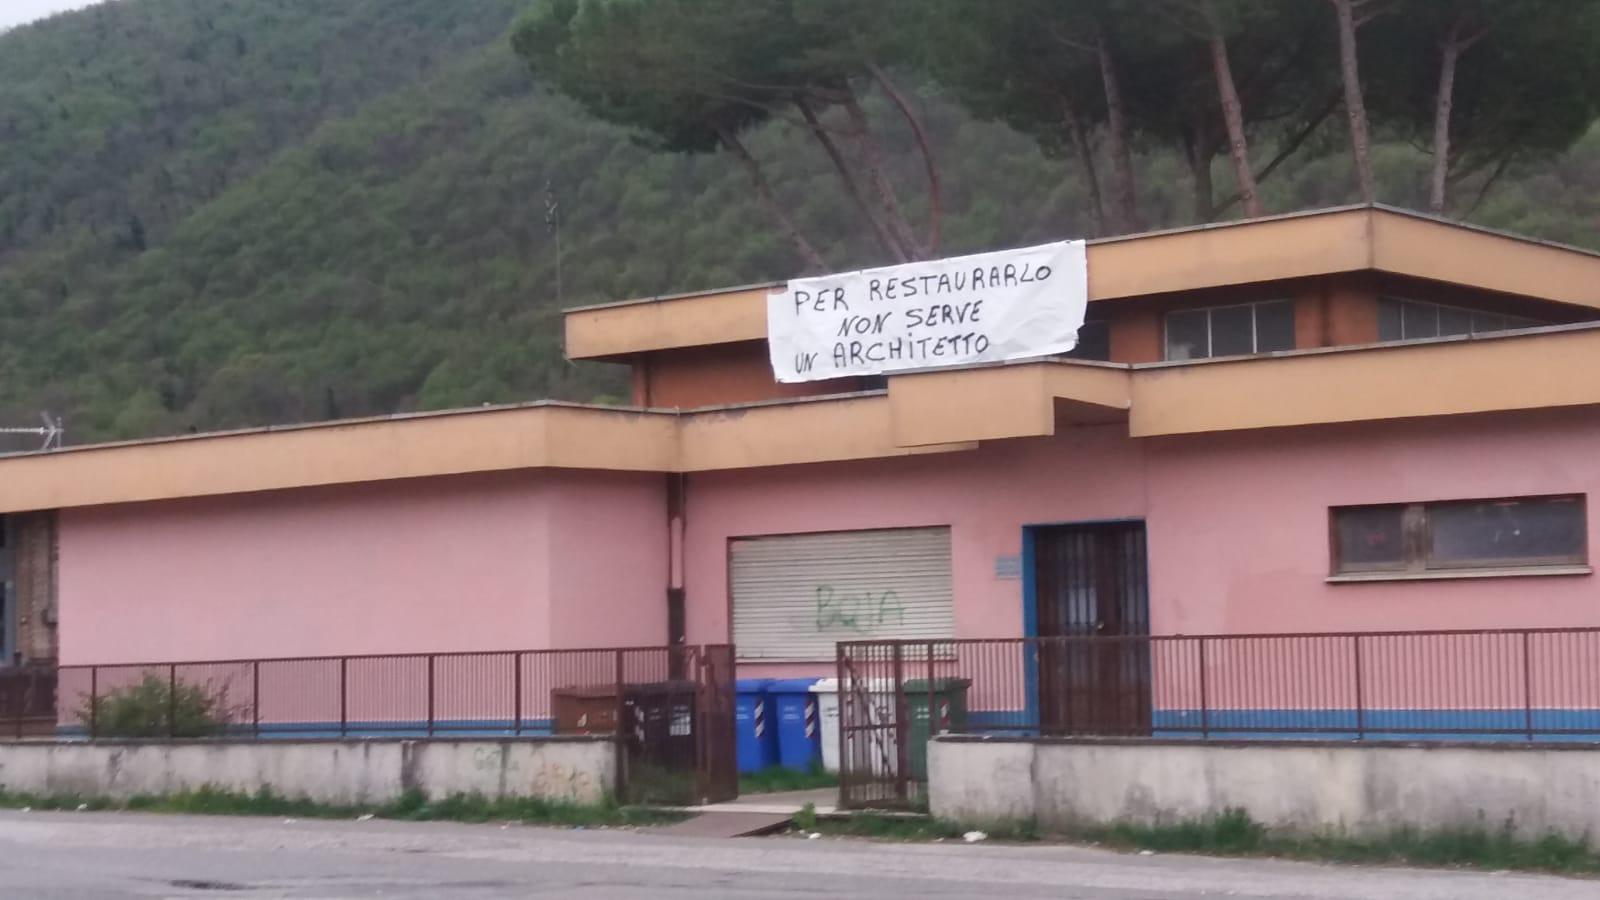 PER RESTAURARLO
NON SERVE
UN ARCHiTETTO
BOIA